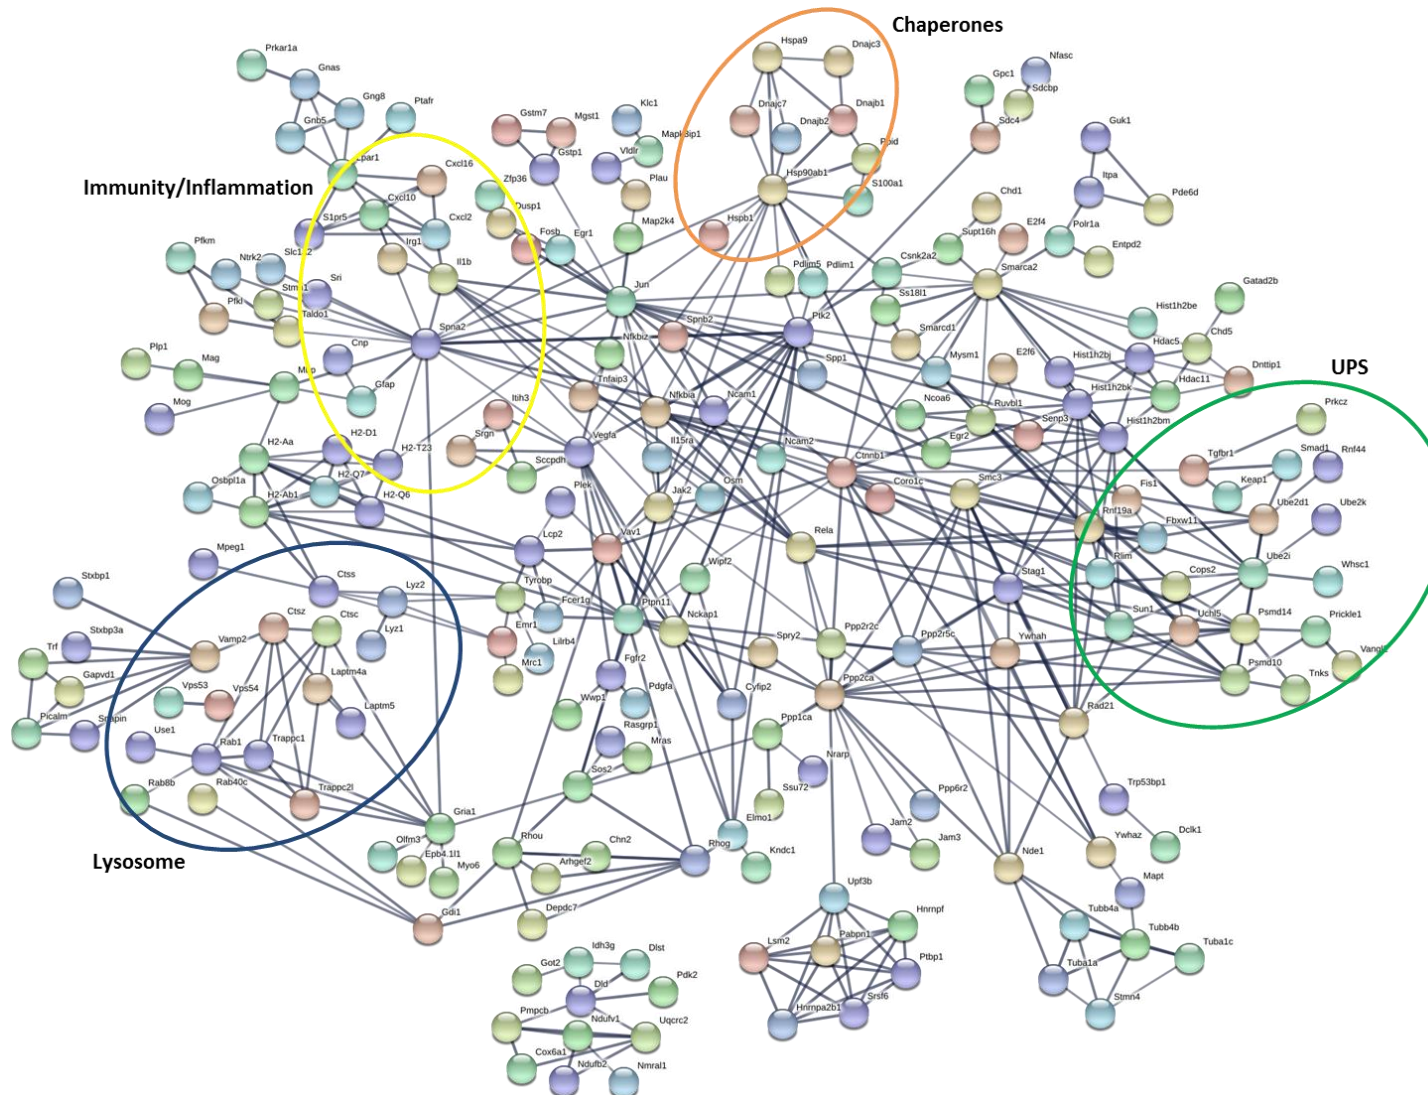 Chaperones
Prkar1a
Gnas
Gng8
Gnb5
Ptafr
Lpar1
Hspa9
Dnajc3
Dnajc7
Dnajb2
Dnajb1
Ppid
Hsp90ab1
S100a1
Hspb1
Nfasc
Gpc1
Sdcbp
Sdc4
Guk1
Itpa
Pde6d
Polr1a
Entpd2
Gstm7
Mgst1
Gstp1
Klc1
Mapk8ip1
Vldlr
Plau
Map2k4
Immunity/Inflammation
Cxcl16
Cxcl10
Cxcl2
S1pr5
Irg1
Il1b
Zfp36
Dusp1
Fosb
Egr1
Jun
Chd1
E2f4
Supt16h
Smarca2
Csnk2a2
Ss18l1
Smarcd1
Mysm1
Pfkm
Ntrk2
Sri
Pfkl
Taldo1
Spna2
Pdlim5
Pdlim1
Ptk2
Spnb2
Nfkbiz
Spp1
Gatad2b
Hist1h2be
Chd5
Hdac5
Hist1h2bj
Hist1h2bk
Hist1h2bm
Hdac11
Dnttip1
E2f6
UPS
Plp1
Mag
Mog
Cnp
Gfap
Tnfaip3
Nfkbia
Ncam1
Ncam2
Ncoa6
Ruvbl1
Senp3
Egr2
Prkcz
Tgfbr1
Smad1
Rnf44
Keap1
Itih3
Srgn
Sccpdh
Vegfa
Il15ra
Osm
Jak2
Ctnnb1
Coro1c
Smc3
Fis1
Rnf19a
Fbxw11
Ube2d1
Ube2k
H2-Aa
H2-D1
H2-T23
H2-Q7
H2-Q6
H2-Ab1
Osbpl1a
Plek
Lcp2
Vav1
Wipf2
Rela
Stag1
Rlim
Cops2
Ube2i
Whsc1
Sun1
Uchl5
Psmd14
Prickle1
Psmd10
Tnks
Mpeg1
Ctss
Lyz2
Lyz1
Stxbp1
Stxbp3a
Trf
Gapvd1
Picalm
Vamp2
Ctsz
Ctsc
Laptm4a
Laptm5
Vps53
Vps54
Use1
Rab1
Trappc1
Rab8b
Rab40c
Trappc2l
Lysosome
Tyrobp
Fcer1g
Emr1
Lilrb4
Mrc1
Ptpn11
Nckap1
Spry2
Ppp2r2c
Ppp2r5c
Ywhah
Ppp2ca
Rad21
Fgfr2
Wwp1
Pdgfa
Cyfip2
Rasgrp1
Mras
Sos2
Ppp1ca
Nrarp
Ssu72
Ppp6r2
Jam2
Jam3
Trp53bp1
Dclk1
Ywhaz
Nde1
Mapt
Gria1
Olfm3
Epb4.1l1
Myo6
Rhou
Chn2
Arhgef2
Rhog
Elmo1
Kndc1
Depdc7
Gdi1
Upf3b
Hnrnpf
Lsm2
Pabpn1
Ptbp1
Hnrnpa2b1
Srsf6
Tubb4a
Tubb4b
Tuba1c
Tuba1a
Stmn4
Got2
Idh3g
Dlst
Dld
Pdk2
Pmpcb
Ndufv1
Uqcrc2
Cox6a1
Ndufb2
Nmral1